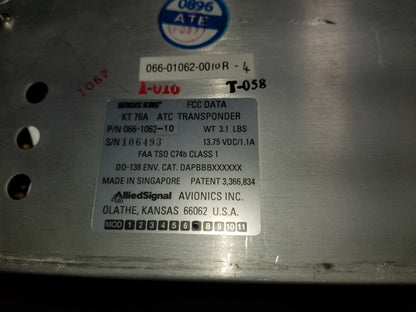 0896
ATE
066-01062-0010R - 4
106?
I-016 T-058
BENDIX/KING FCC DATA
KT 76A ATC TRANSPONDER
P/N 066-1062-10 WT 3.1 LBS
S/N 106493 13.75 VDC/1.1A
FAA TSO C74b CLASS 1
DO-138 ENV. CAT. DAPBBBXXXXXX
MADE IN SINGAPORE PATENT 3,366,834
AlliedSignal AVIONICS INC.
OLATHE, KANSAS 66062 U.S.A.
MOD 1 2 3 4 5 6 8 9 10 11